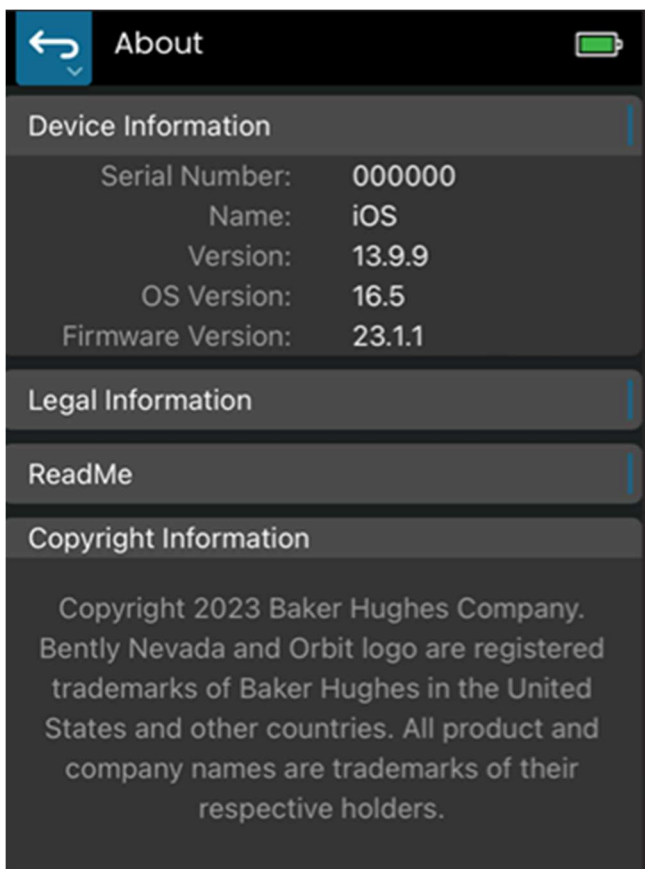 About
Device Information
Serial Number: 000000
Name: iOS
Version: 13.9.9
OS Version: 16.5
Firmware Version: 23.1.1
Legal Information
ReadMe
Copyright Information
Copyright 2023 Baker Hughes Company.
Bently Nevada and Orbit logo are registered
trademarks of Baker Hughes in the United
States and other countries. All product and
company names are trademarks of their
respective holders.